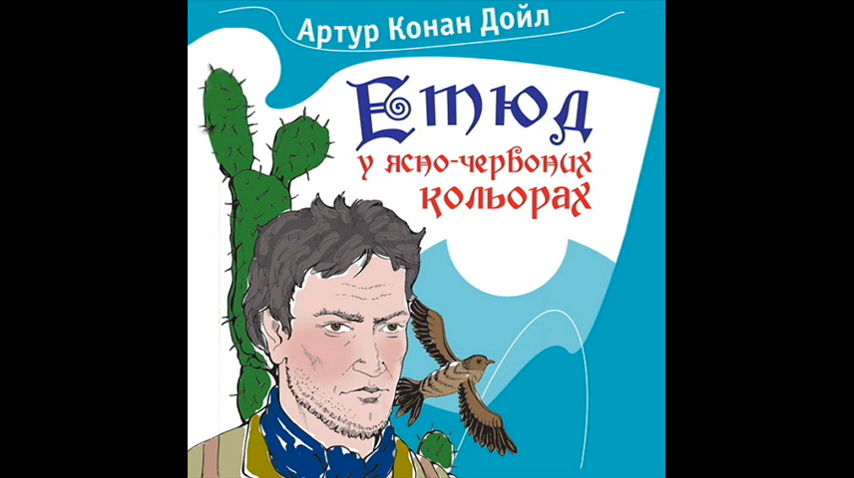 Артур Конан Дойл
Етюд
у ясно-червоних
кольорах